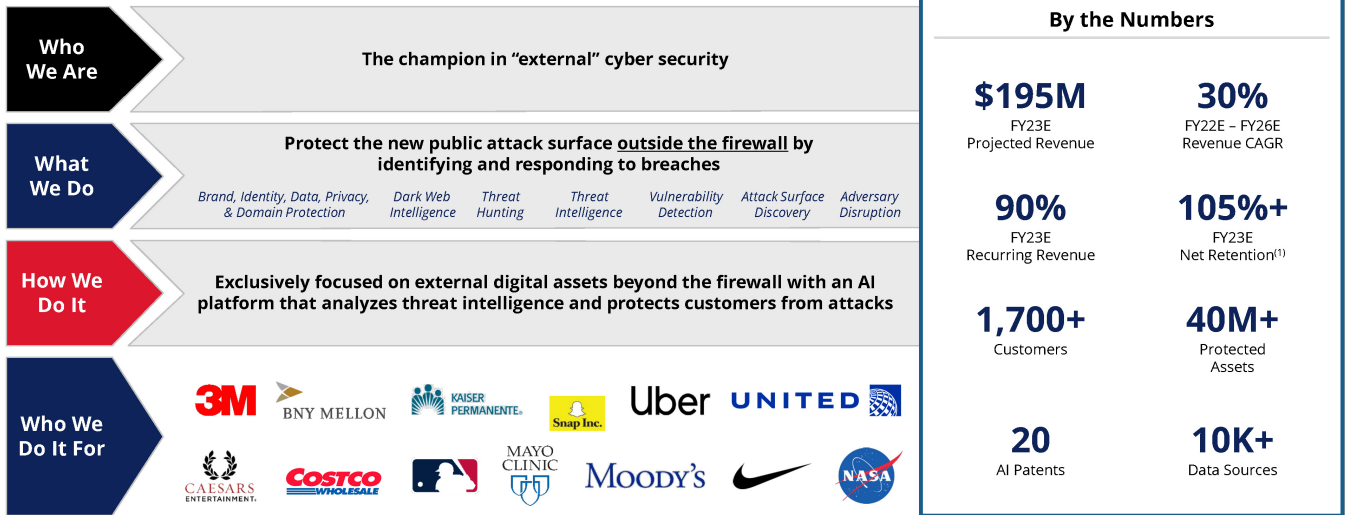 Who
We Are
The champion in “external” cyber security
What
We Do
Protect the new public attack surface outside the firewall by
identifying and responding to breaches
Brand, Identity, Data, Privacy,
& Domain Protection
Dark Web
Intelligence
Threat
Hunting
Threat
Intelligence
Vulnerability
Detection
Attack Surface
Discovery
Adversary
Disruption
How We
Do It
Exclusively focused on external digital assets beyond the firewall with an AI
platform that analyzes threat intelligence and protects customers from attacks
Who We
Do It For
3M
BNY MELLON
KAISER
PERMANENTE®
Snap Inc.
Uber
UNITED
CAESARS
ENTERTAINMENT®
COSTCO
WHOLESALE
MAYO
CLINIC
MOODY’S
NASA
By the Numbers
$195M
FY23E
Projected Revenue
30%
FY22E – FY26E
Revenue CAGR
90%
FY23E
Recurring Revenue
105%+
FY23E
Net Retention(1)
1,700+
Customers
40M+
Protected
Assets
20
AI Patents
10K+
Data Sources